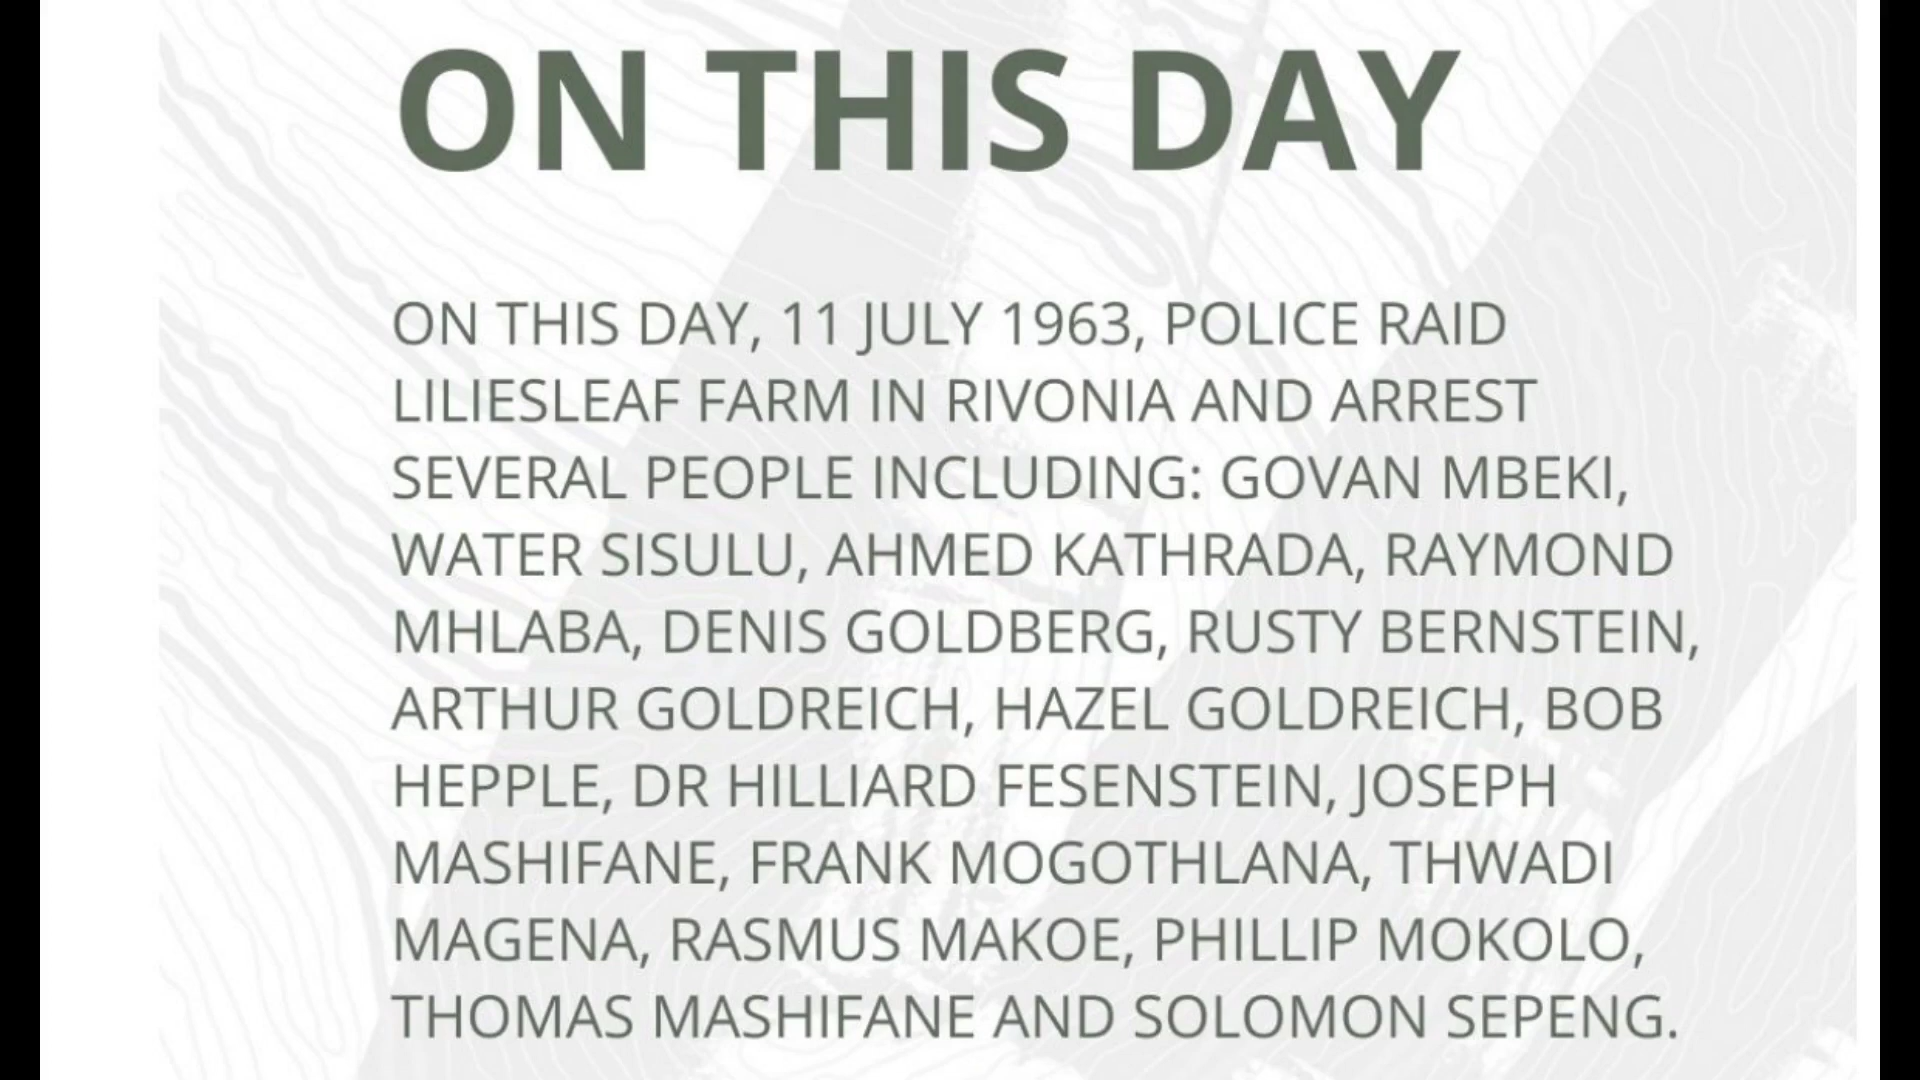 ON THIS DAY
ON THIS DAY, 11 JULY 1963, POLICE RAID
LILIESLEAF FARM IN RIVONIA AND ARREST
SEVERAL PEOPLE INCLUDING: GOVAN MBEKI,
WATER SISULU, AHMED KATHRADA, RAYMOND
MHLABA, DENIS GOLDBERG, RUSTY BERNSTEIN,
ARTHUR GOLDREICH, HAZEL GOLDREICH, BOB
HEPPLE, DR HILLIARD FESENSTEIN, JOSEPH
MASHIFANE, FRANK MOGOTHLANA, THWADI
MAGENA, RASMUS MAKOE, PHILLIP MOKOLO,
THOMAS MASHIFANE AND SOLOMON SEPENG.